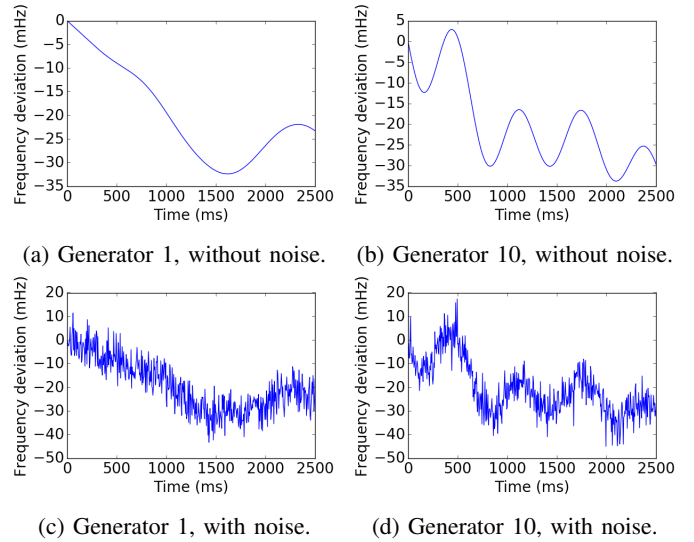 Frequency deviation (mHz)
0
−5
−10
−15
−20
−25
−30
−35
0 500 1000 1500 2000 2500
Time (ms)
(a) Generator 1, without noise.
Frequency deviation (mHz)
5
0
−5
−10
−15
−20
−25
−30
−35
0 500 1000 1500 2000 2500
Time (ms)
(b) Generator 10, without noise.
Frequency deviation (mHz)
20
10
0
−10
−20
−30
−40
−50
0 500 1000 1500 2000 2500
Time (ms)
(c) Generator 1, with noise.
Frequency deviation (mHz)
20
10
0
−10
−20
−30
−40
−50
0 500 1000 1500 2000 2500
Time (ms)
(d) Generator 10, with noise.